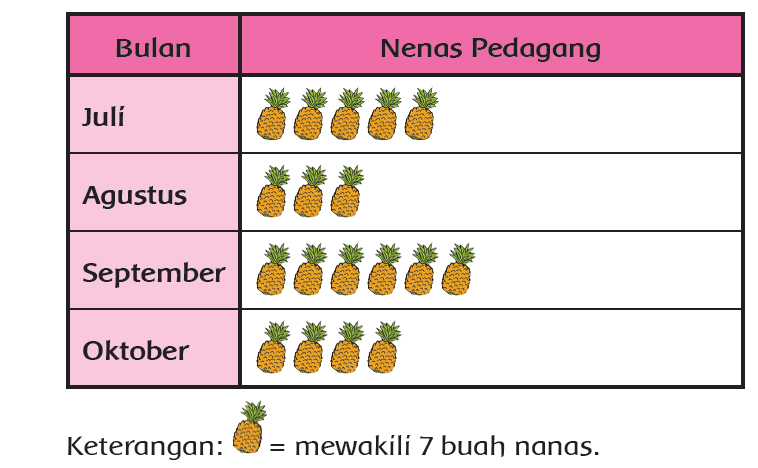 Bulan Nenas Pedagang
Juli
Agustus
September
Oktober
Keterangan: = mewakili 7 buah nanas.